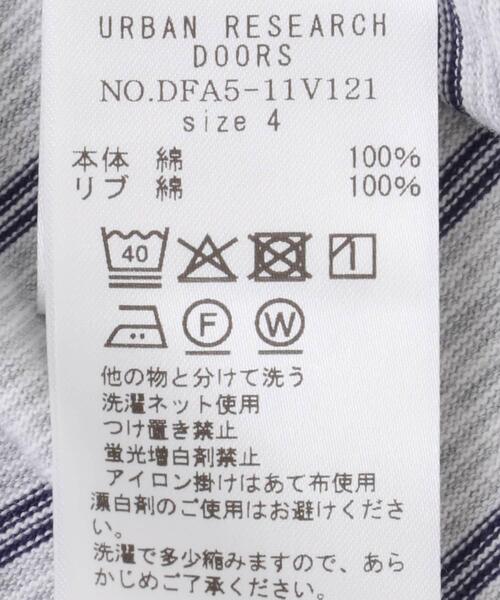 URBAN RESEARCH
DOORS
NO.DFA5-11V121
size 4
本体 綿 100%
リブ 綿 100%
40
F W
他の物と分けて洗う
洗濯ネット使用
つけ置き禁止
蛍光増白剤禁止
アイロン掛けはあて布使用
漂白剤のご使用はお避けくださ
い。
洗濯で多少縮みますので、あら
かじめご了承ください。